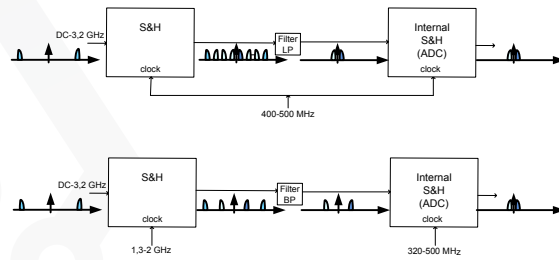 DC-3,2 GHz
S&H
clock
Filter
LP
Internal
S&H
(ADC)
clock
400-500 MHz
DC-3,2 GHz
S&H
clock
Filter
BP
Internal
S&H
(ADC)
clock
1,3-2 GHz
320-500 MHz